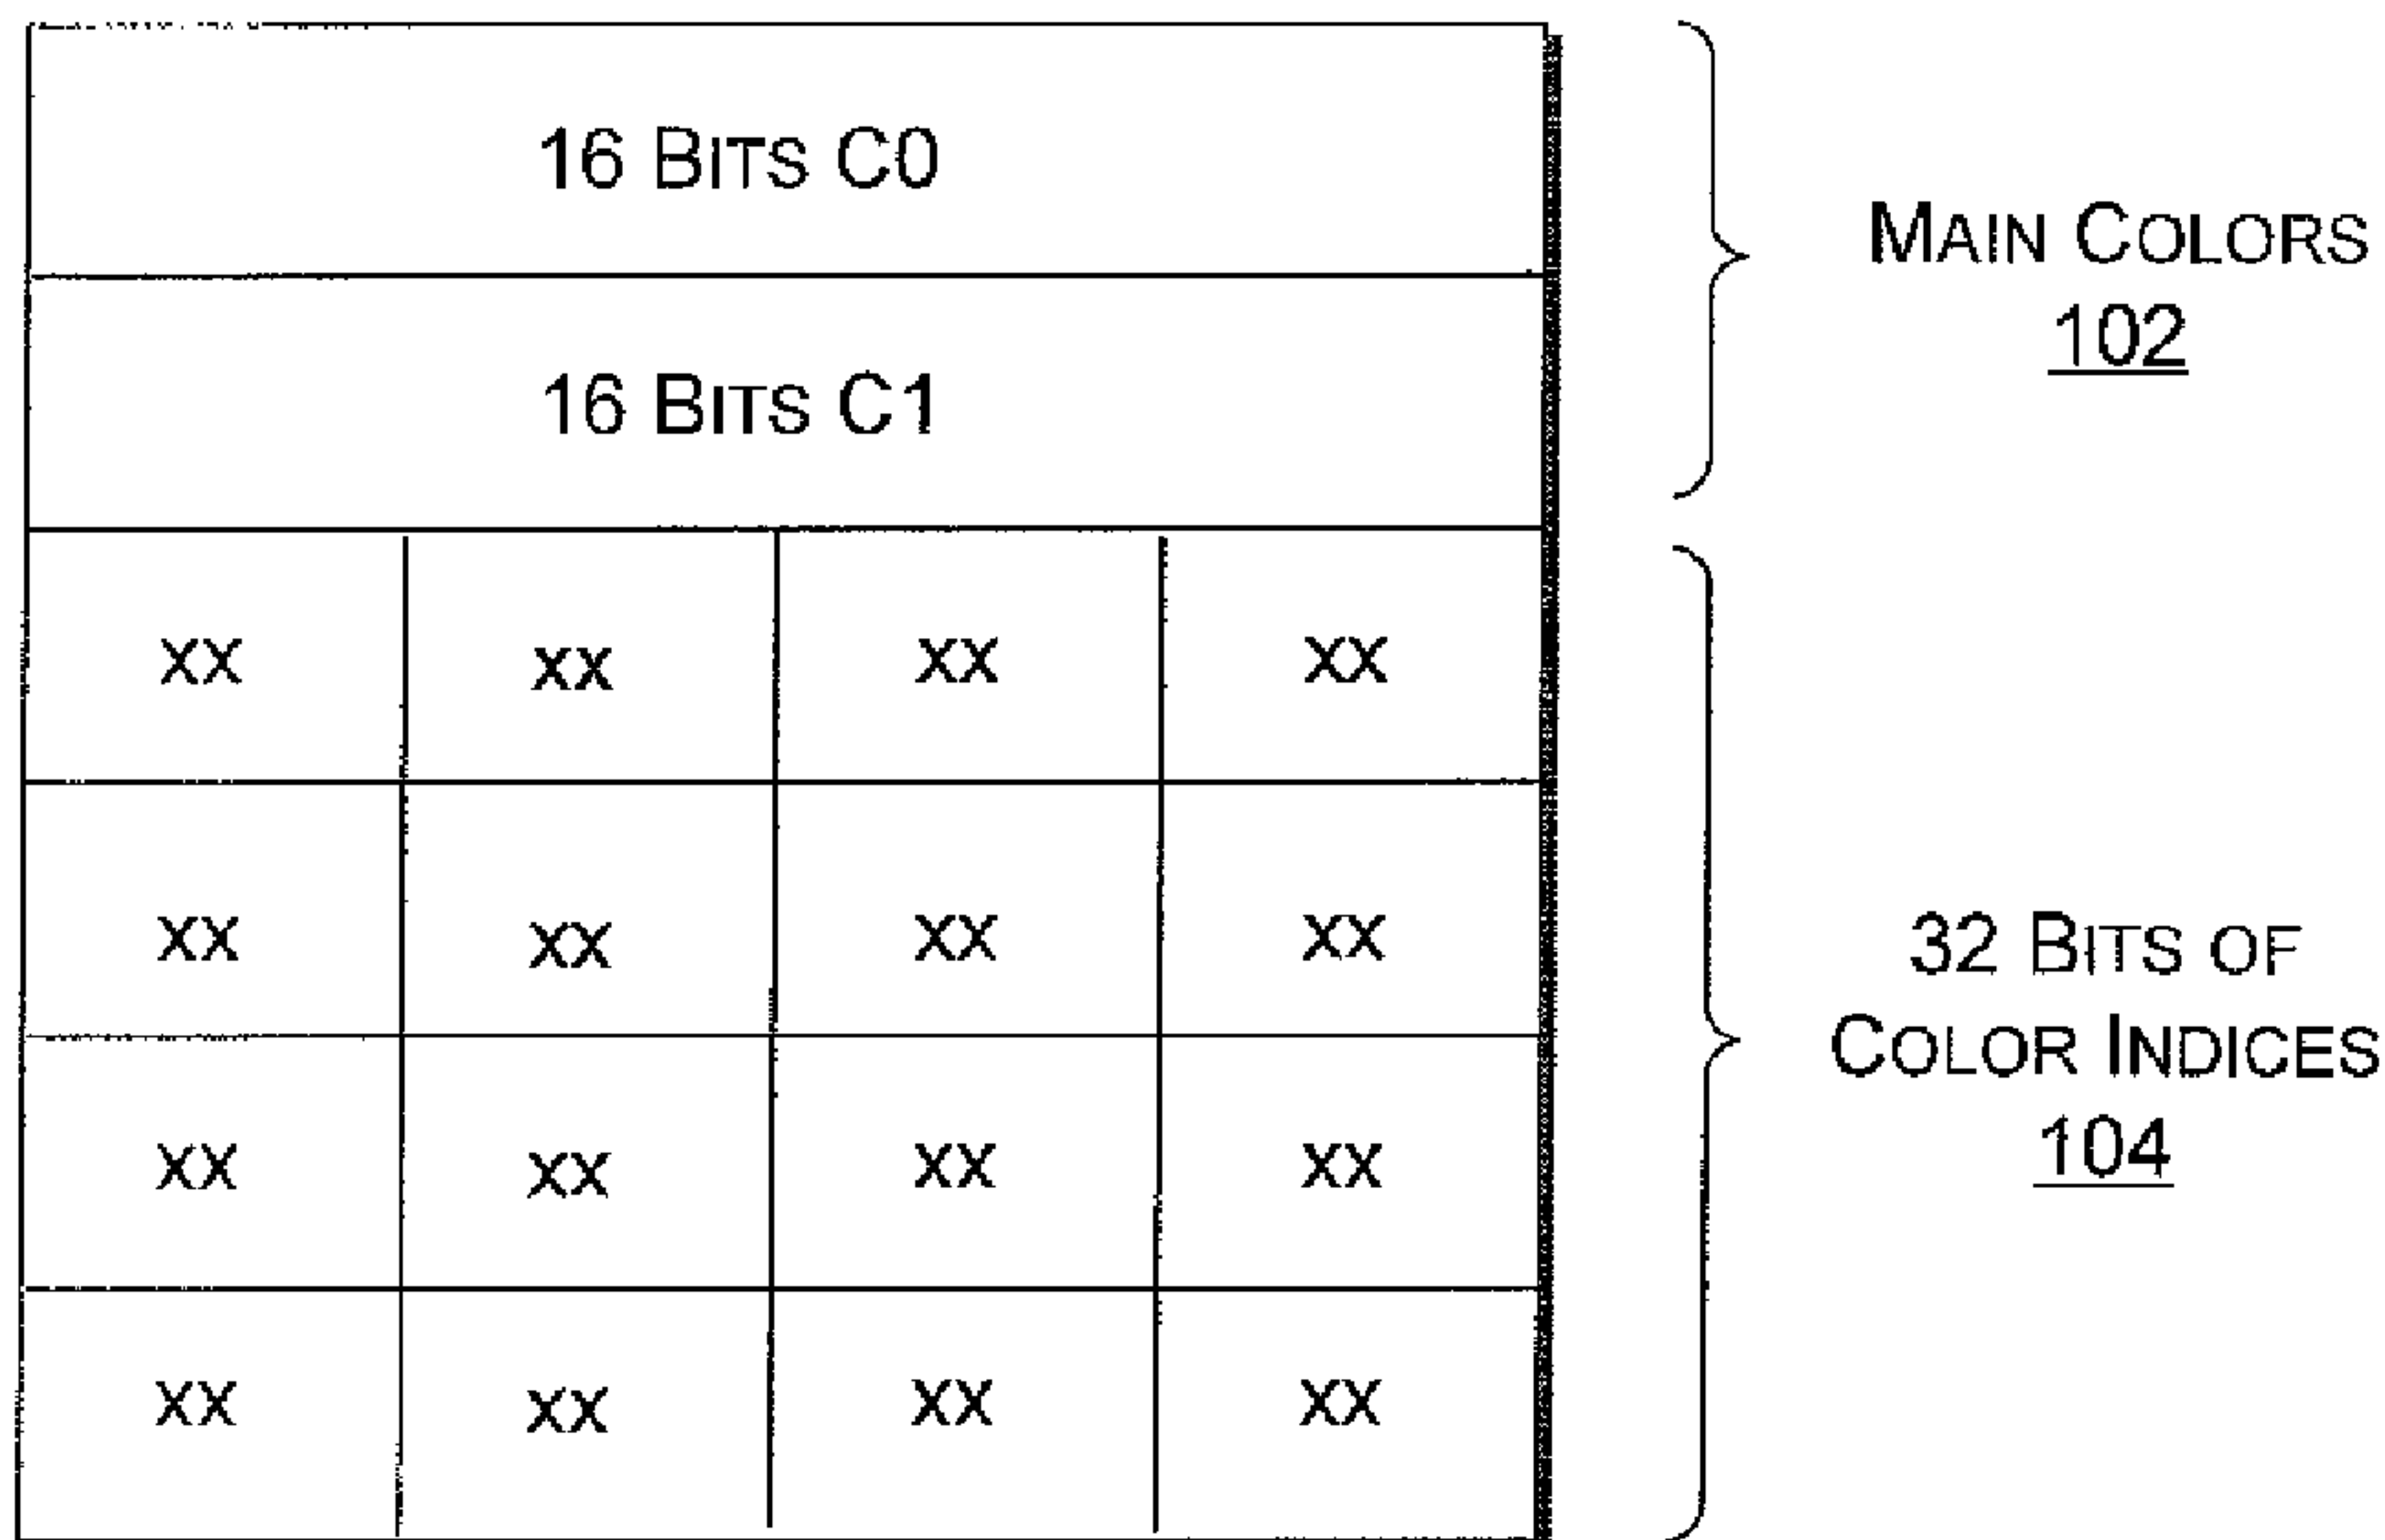 16 BITS C0
16 BITS C1
MAIN COLORS
102
xx xx xx xx
xx xx xx xx
xx xx xx xx
xx xx xx xx
32 BITS OF
COLOR INDICES
104